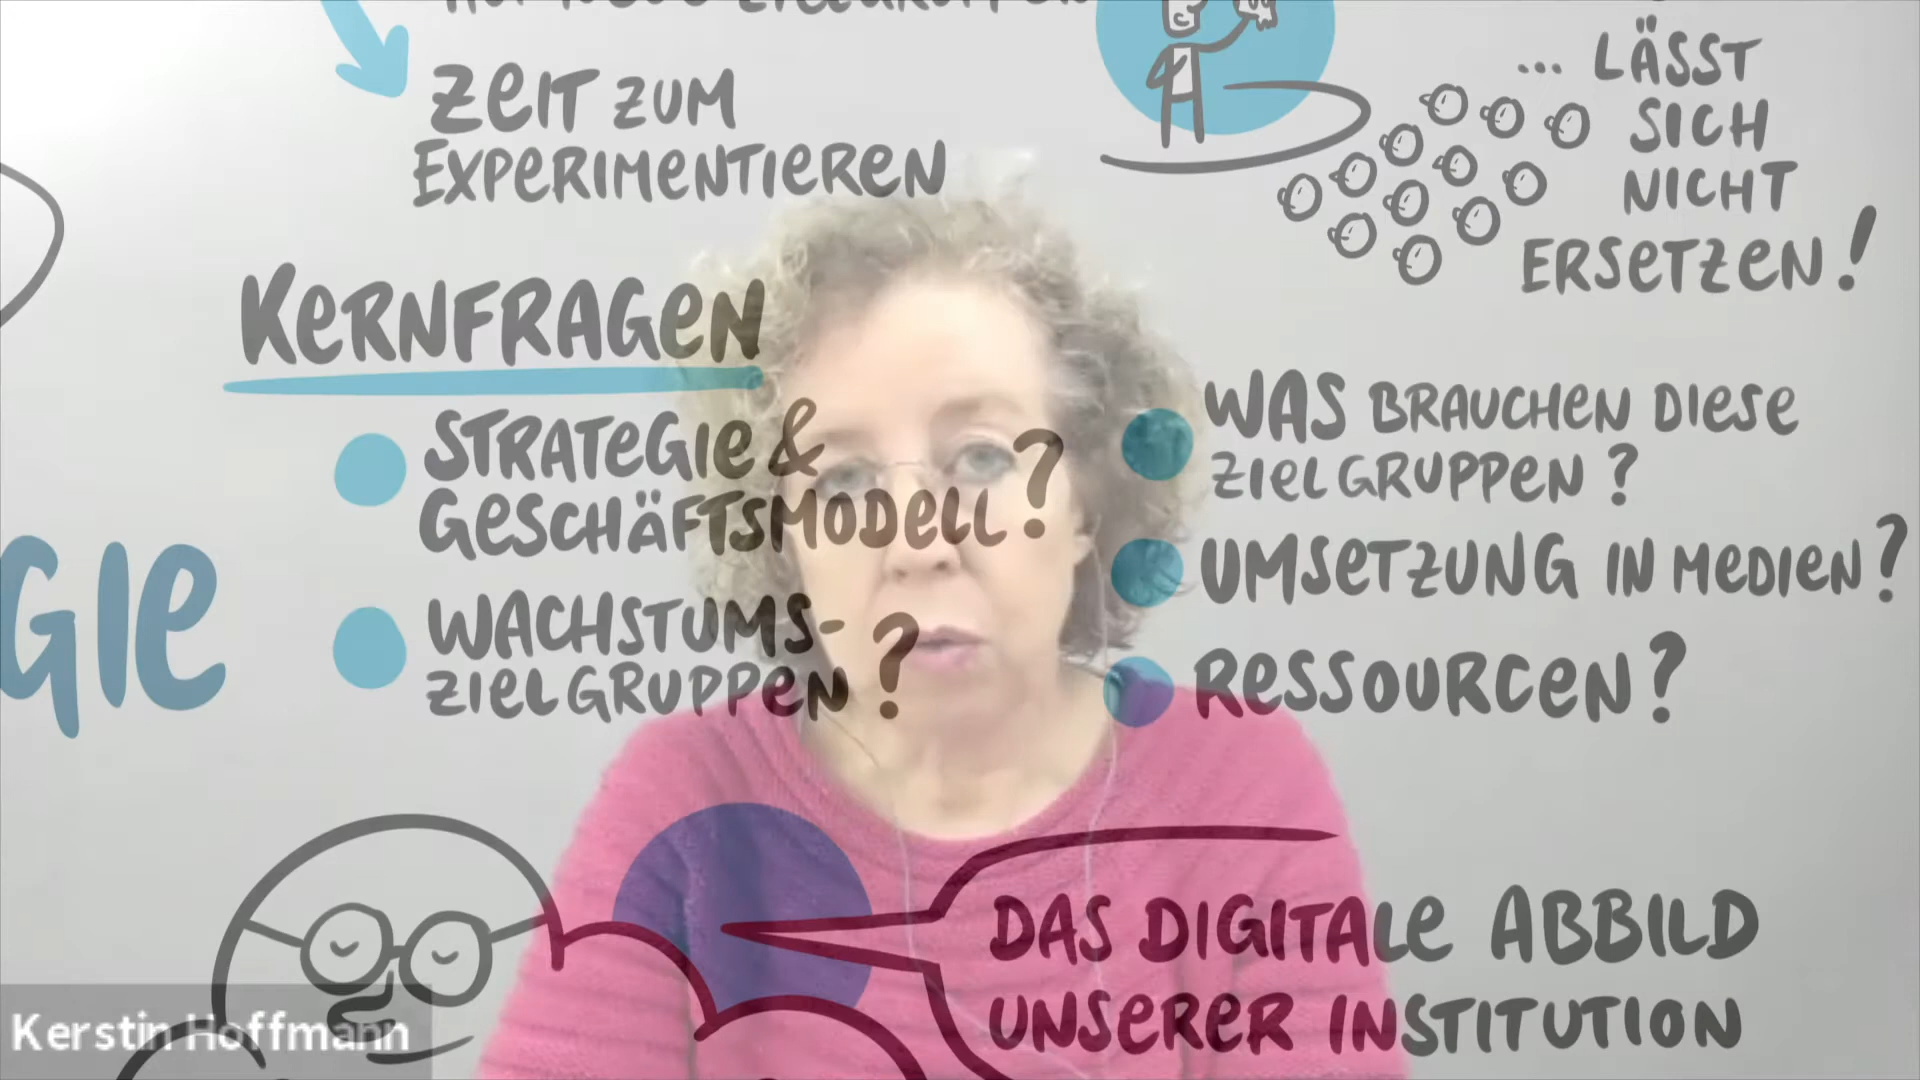 ZEIT ZUM
EXPERIMENTIEREN
... LÄSST
SICH
NICHT
ERSETZEN!
KERNFRAGEN
STRATEGIE &
GESCHÄFTSMODELL?
WACHSTUMS-
ZIELGRUPPEN?
WAS BRAUCHEN DIESE
ZIELGRUPPEN?
UMSETZUNG IN MEDIEN?
RESSOURCEN?
GIE
DAS DIGITALE ABBILD
UNSERER INSTITUTION
Kerstin Hoffmann